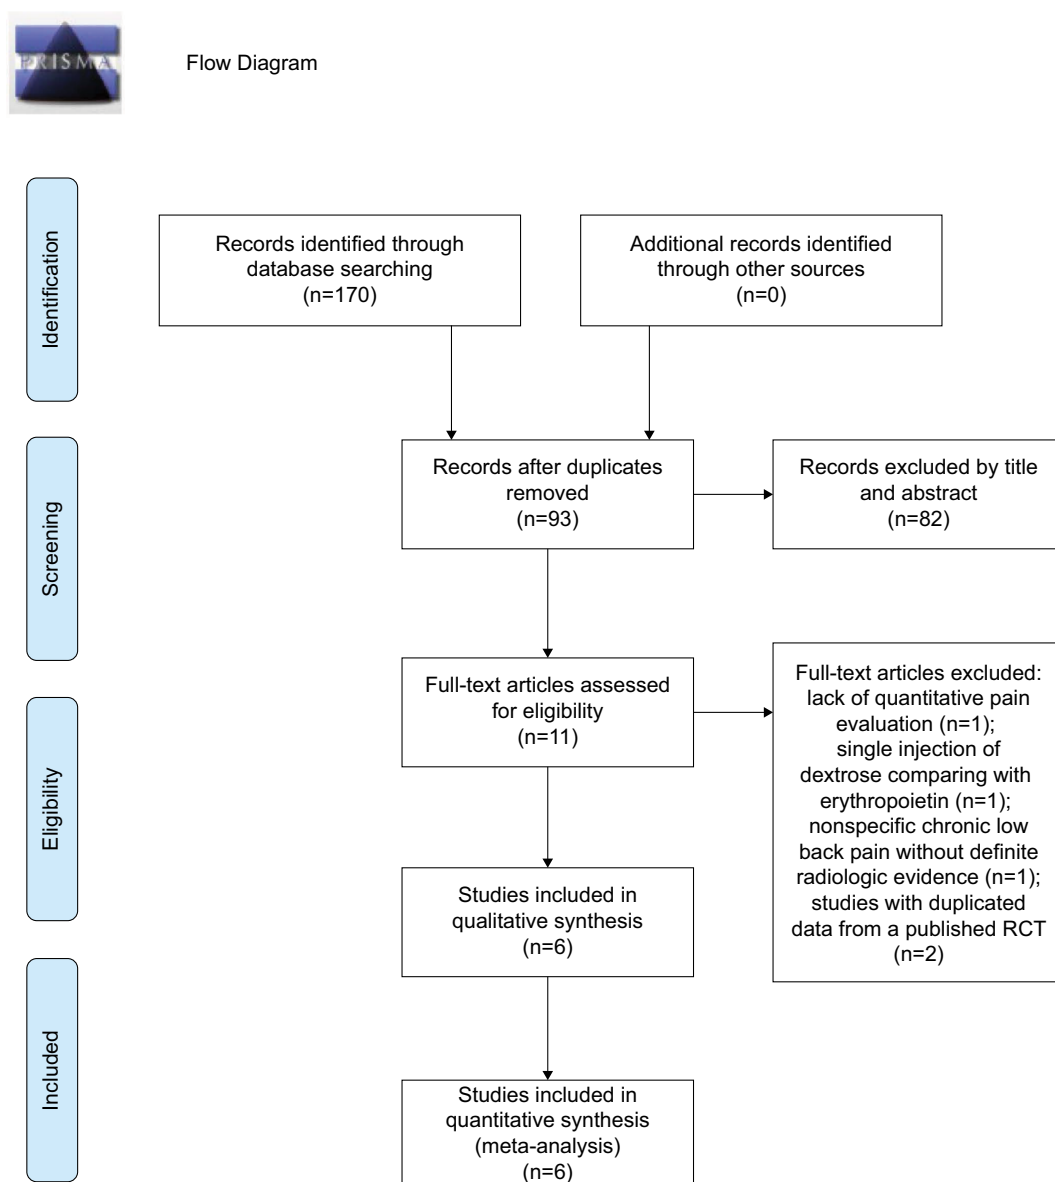 PRISMA
Flow Diagram
Identification
Records identified through
database searching
(n=170)
Additional records identified
through other sources
(n=0)
Screening
Records after duplicates
removed
(n=93)
Records excluded by title
and abstract
(n=82)
Eligibility
Full-text articles assessed
for eligibility
(n=11)
Full-text articles excluded:
lack of quantitative pain
evaluation (n=1);
single injection of
dextrose comparing with
erythropoietin (n=1);
nonspecific chronic low
back pain without definite
radiologic evidence (n=1);
studies with duplicated
data from a published RCT
(n=2)
Studies included in
qualitative synthesis
(n=6)
Included
Studies included in
quantitative synthesis
(meta-analysis)
(n=6)